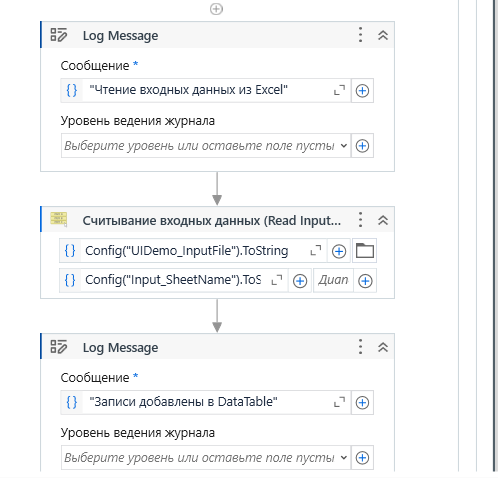 Log Message
Сообщение *
"Чтение входных данных из Excel"
Уровень ведения журнала
Выберите уровень или оставьте поле пусты
Считывание входных данных (Read Input...
Config("UIDemo_InputFile").ToString
Config("Input_SheetName").ToS Диап
Log Message
Сообщение *
"Записи добавлены в DataTable"
Уровень ведения журнала
Выберите уровень или оставьте поле пусты